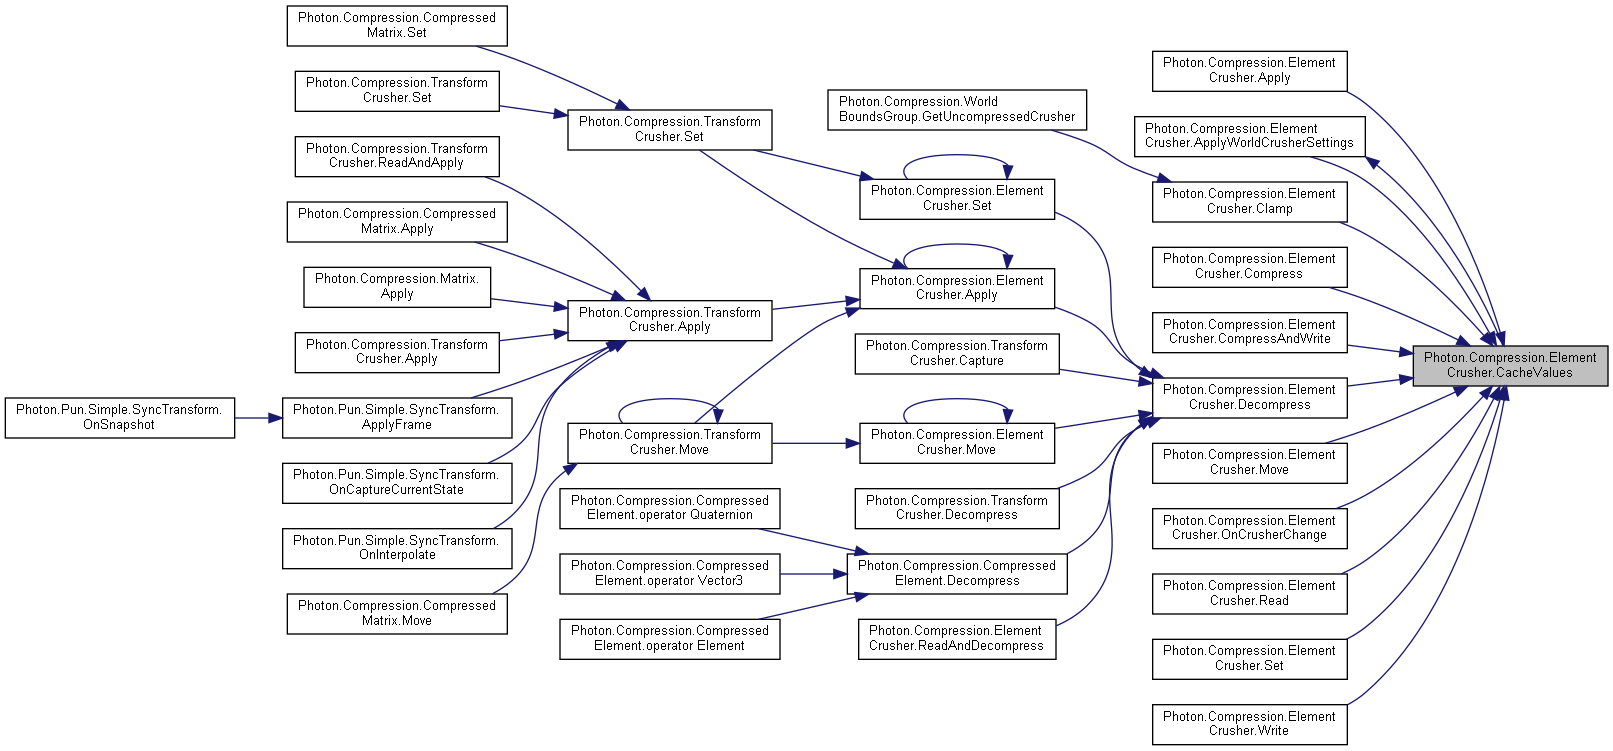 Photon.Compression.Compressed
Matrix.Set
Photon.Compression.Transform
Crusher.Set
Photon.Compression.Transform
Crusher.ReadAndApply
Photon.Compression.Compressed
Matrix.Apply
Photon.Compression.Matrix.
Apply
Photon.Compression.Transform
Crusher.Apply
Photon.Pun.Simple.SyncTransform.
OnSnapshot
Photon.Pun.Simple.SyncTransform.
ApplyFrame
Photon.Pun.Simple.SyncTransform.
OnCaptureCurrentState
Photon.Pun.Simple.SyncTransform.
OnInterpolate
Photon.Compression.Compressed
Matrix.Move
Photon.Compression.Transform
Crusher.Set
Photon.Compression.Transform
Crusher.Apply
Photon.Compression.Transform
Crusher.Move
Photon.Compression.Compressed
Element.operator Quaternion
Photon.Compression.Compressed
Element.operator Vector3
Photon.Compression.Compressed
Element.operator Element
Photon.Compression.World
BoundsGroup.GetUncompressedCrusher
Photon.Compression.Element
Crusher.Set
Photon.Compression.Element
Crusher.Apply
Photon.Compression.Transform
Crusher.Capture
Photon.Compression.Element
Crusher.Move
Photon.Compression.Transform
Crusher.Decompress
Photon.Compression.Compressed
Element.Decompress
Photon.Compression.Element
Crusher.ReadAndDecompress
Photon.Compression.Element
Crusher.Apply
Photon.Compression.Element
Crusher.ApplyWorldCrusherSettings
Photon.Compression.Element
Crusher.Clamp
Photon.Compression.Element
Crusher.Compress
Photon.Compression.Element
Crusher.CompressAndWrite
Photon.Compression.Element
Crusher.Decompress
Photon.Compression.Element
Crusher.Move
Photon.Compression.Element
Crusher.OnCrusherChange
Photon.Compression.Element
Crusher.Read
Photon.Compression.Element
Crusher.Set
Photon.Compression.Element
Crusher.Write
Photon.Compression.Element
Crusher.CacheValues